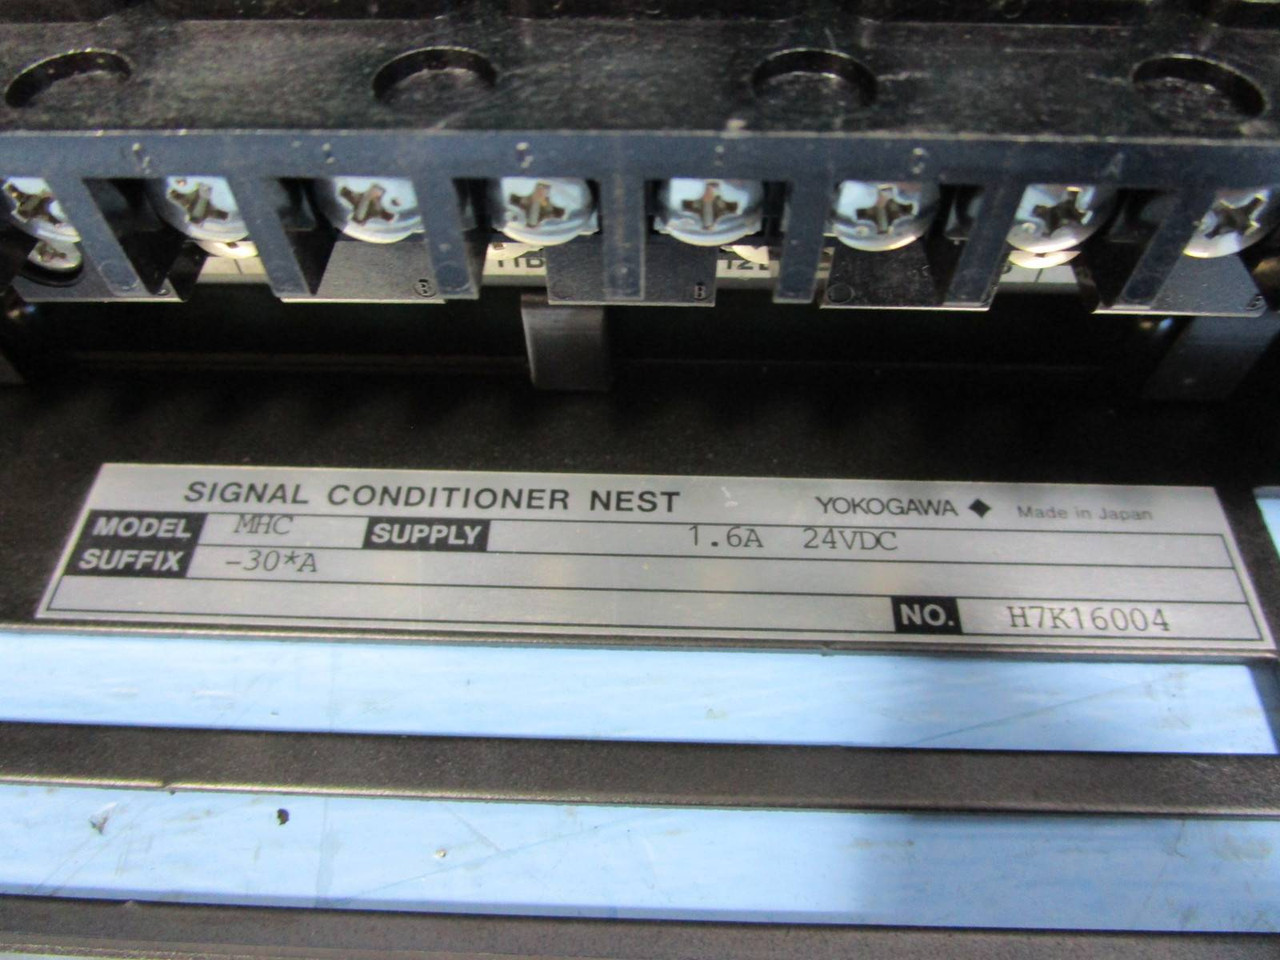 SIGNAL CONDITIONER NEST YOKOGAWA Made in Japan
MODEL MHC SUPPLY 1.6A 24VDC
SUFFIX -30*A
NO. H7K16004